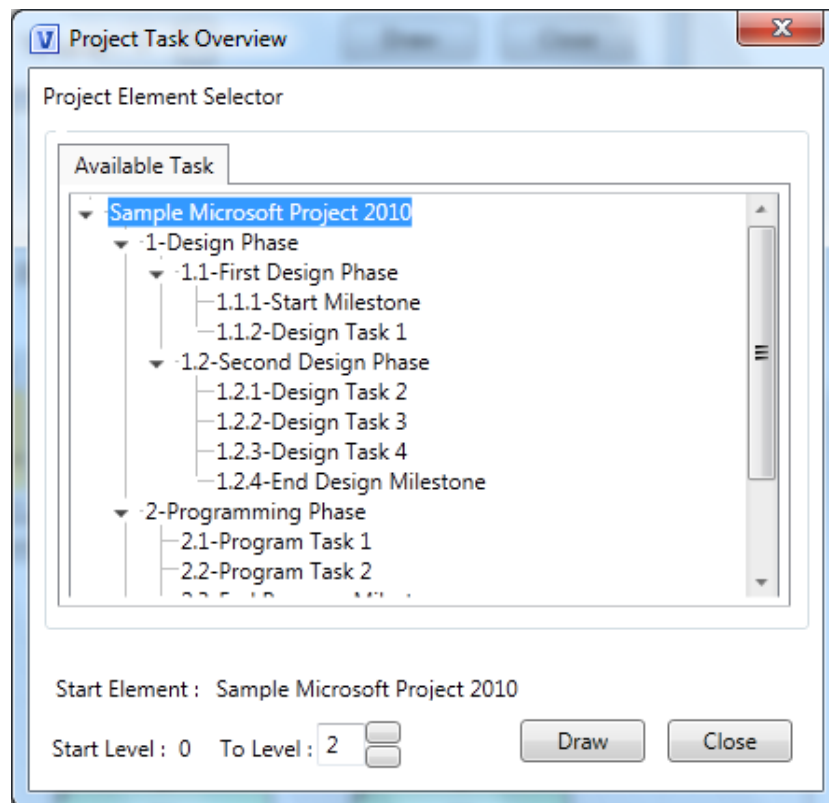 Project Task Overview
Project Element Selector
Available Task
Sample Microsoft Project 2010
1-Design Phase
1.1-First Design Phase
1.1.1-Start Milestone
1.1.2-Design Task 1
1.2-Second Design Phase
1.2.1-Design Task 2
1.2.2-Design Task 3
1.2.3-Design Task 4
1.2.4-End Design Milestone
2-Programming Phase
2.1-Program Task 1
2.2-Program Task 2
Start Element : Sample Microsoft Project 2010
Start Level : 0 To Level : 2 Draw Close